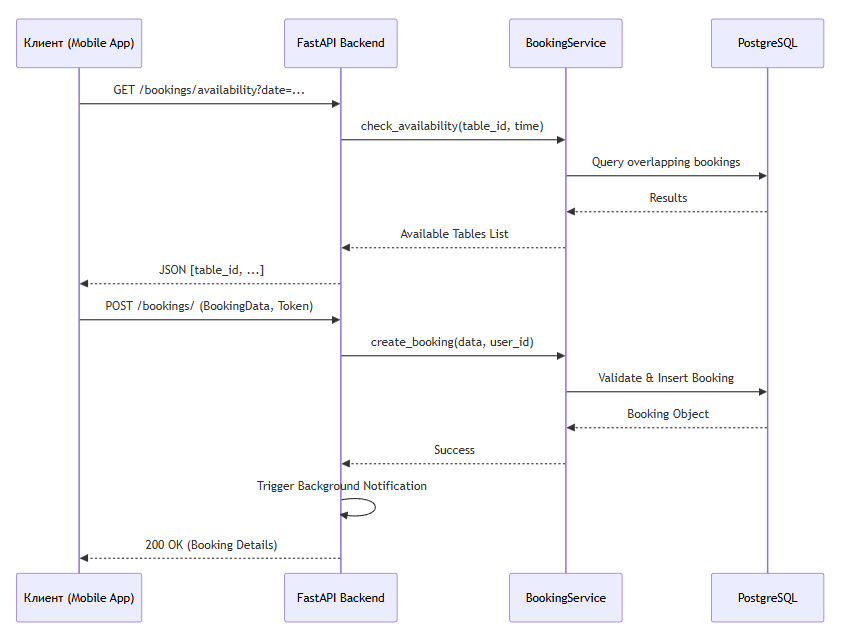 Клиент (Mobile App)
FastAPI Backend
BookingService
PostgreSQL
GET /bookings/availability?date=...
check_availability(table_id, time)
Query overlapping bookings
Results
Available Tables List
JSON [table_id, ...]
POST /bookings/ (BookingData, Token)
create_booking(data, user_id)
Validate & Insert Booking
Booking Object
Success
Trigger Background Notification
200 OK (Booking Details)
Клиент (Mobile App)
FastAPI Backend
BookingService
PostgreSQL